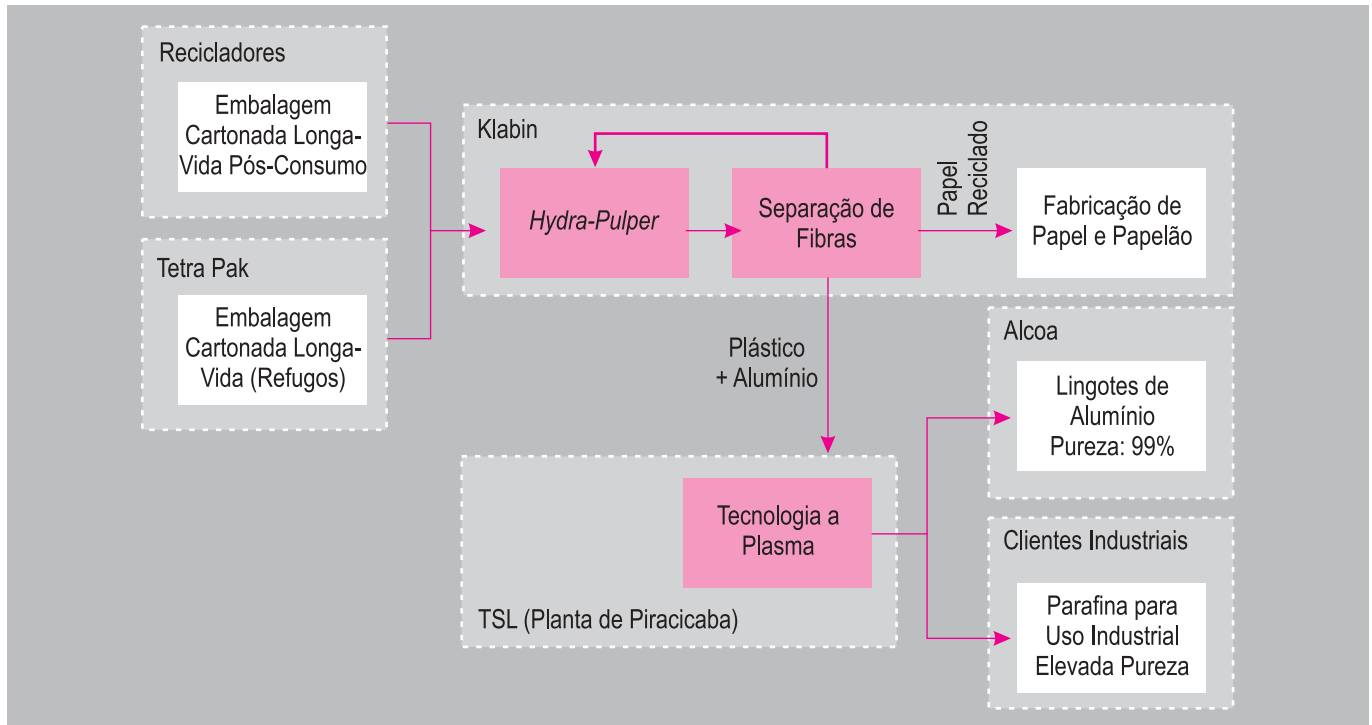 Recicladores
Embalagem
Cartonada Longa-
Vida Pós-Consumo
Tetra Pak
Embalagem
Cartonada Longa-
Vida (Refugos)
Klabin
Hydra-Pulper
Separação de
Fibras
Papel
Reciclado
Fabricação de
Papel e Papelão
Plástico
+ Alumínio
Alcoa
Lingotes de
Alumínio
Pureza: 99%
Tecnologia a
Plasma
TSL (Planta de Piracicaba)
Clientes Industriais
Parafina para
Uso Industrial
Elevada Pureza